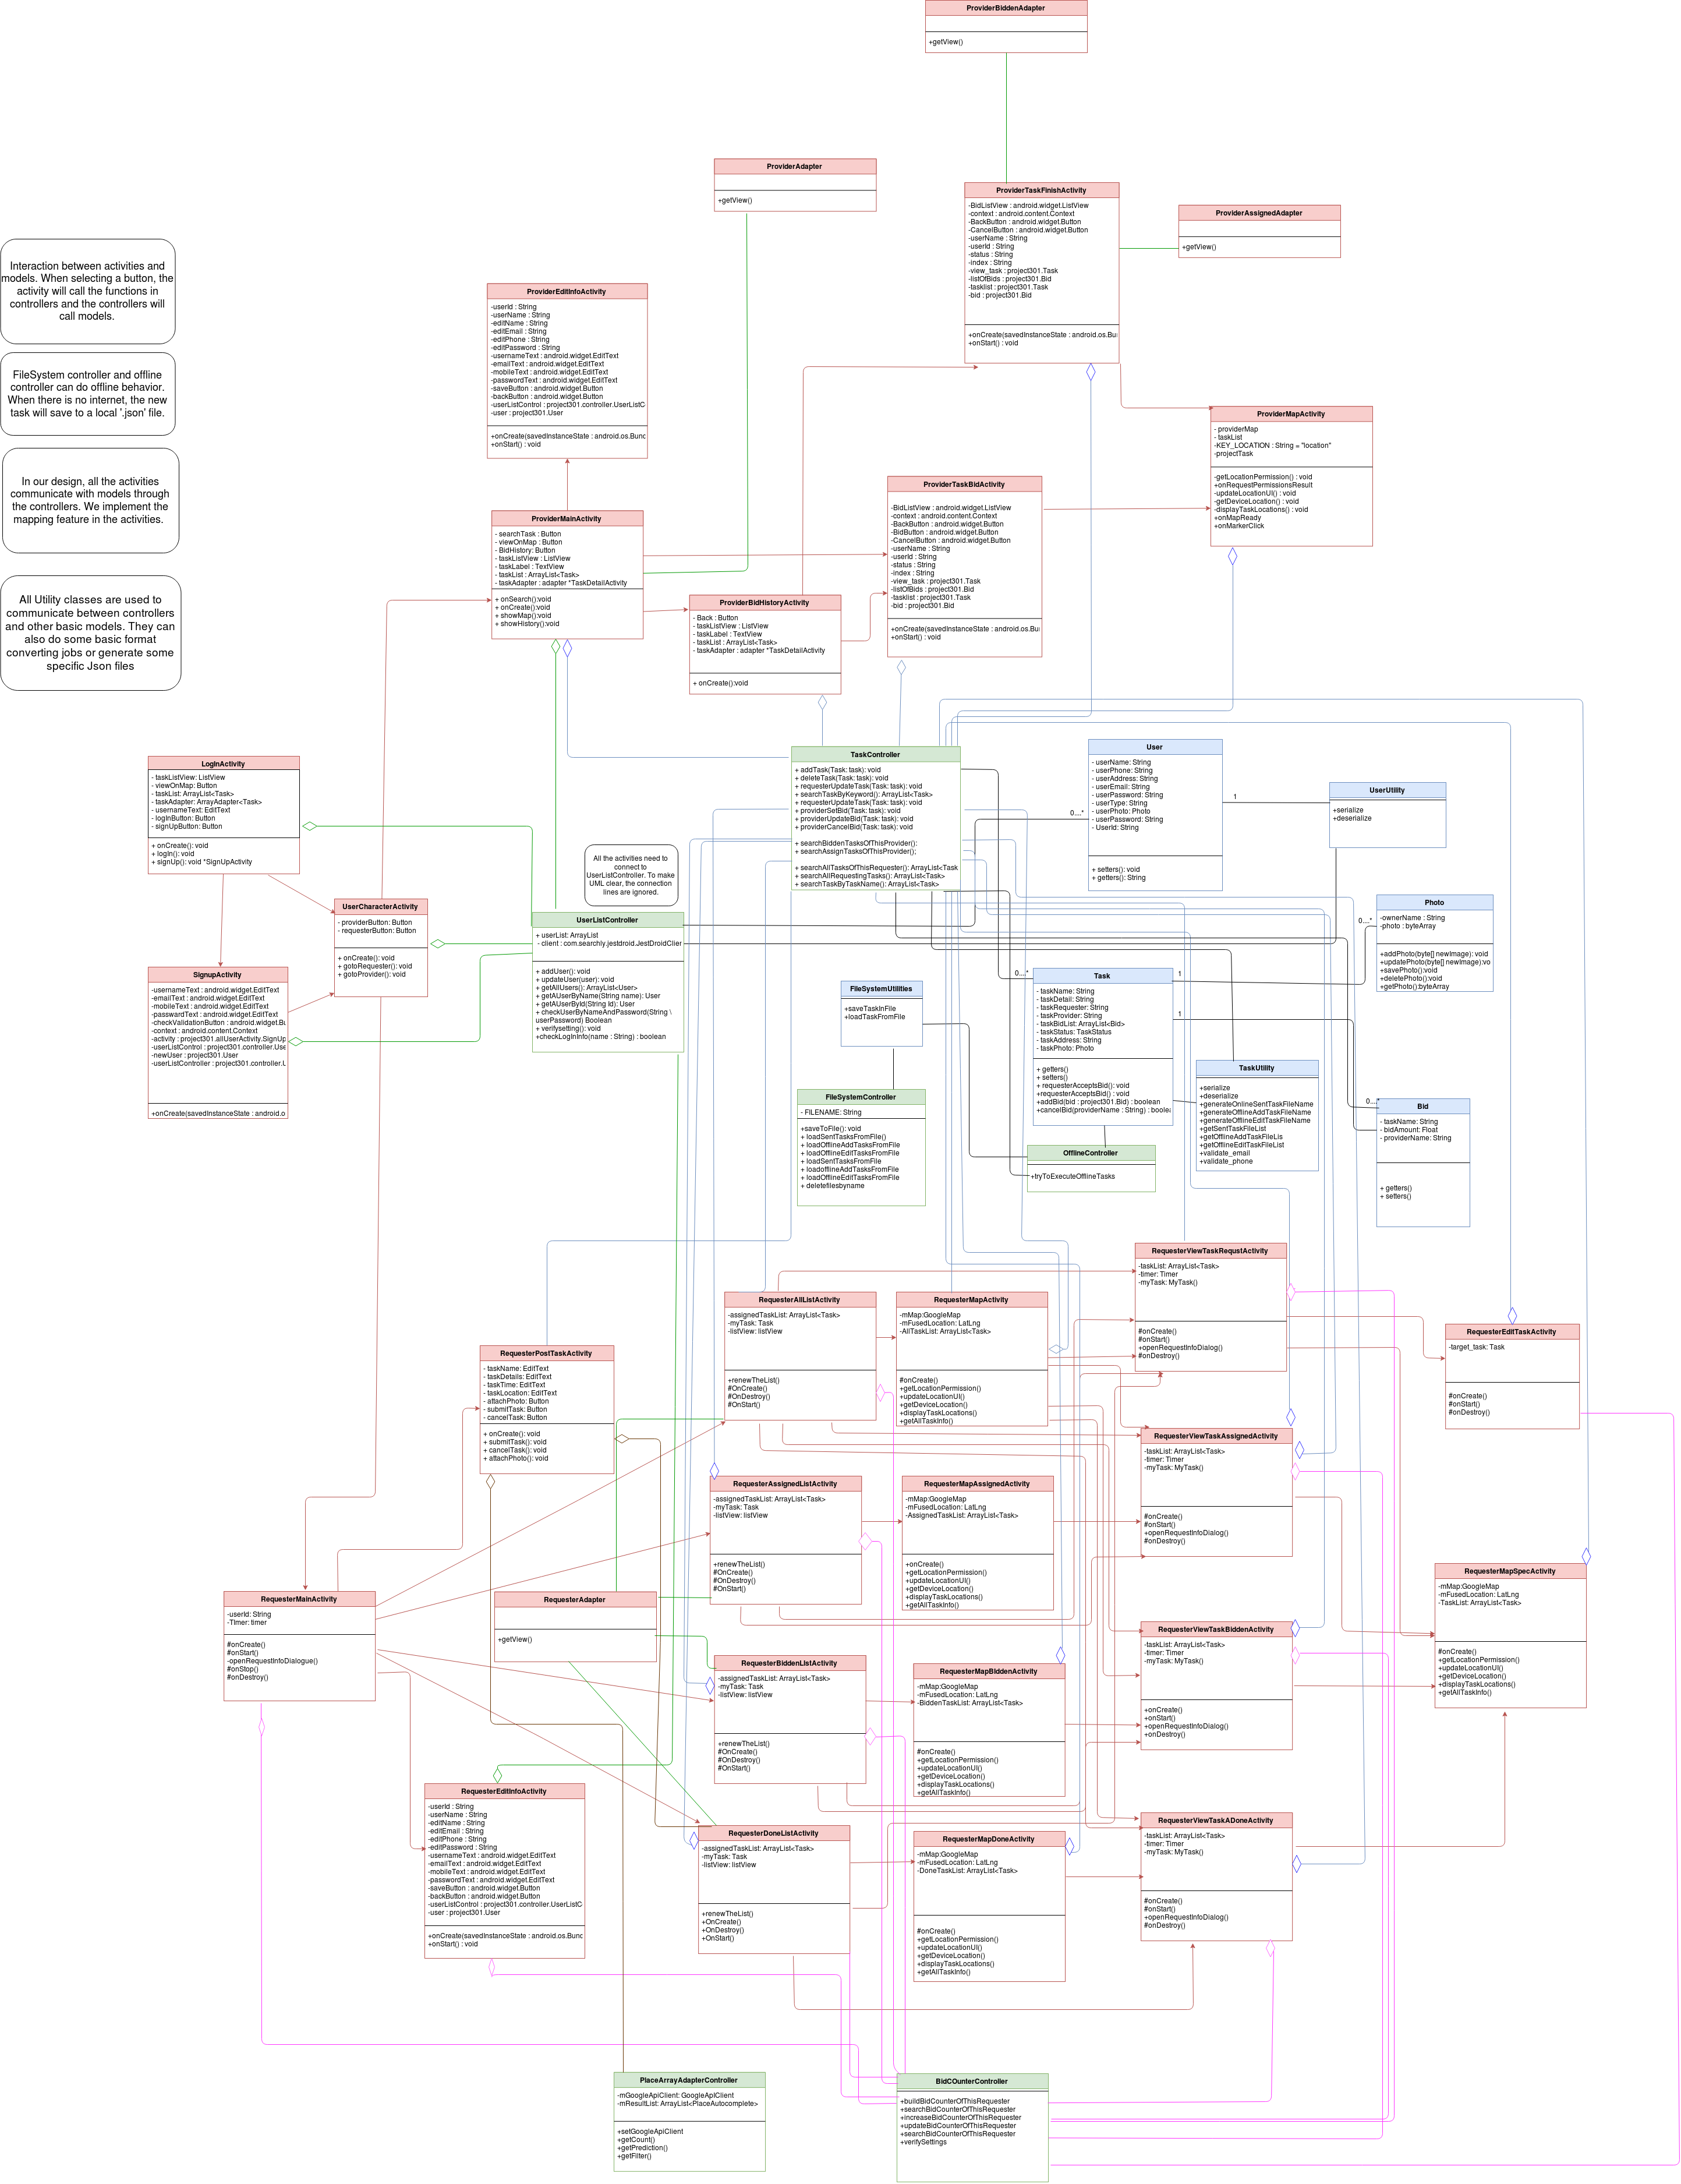 ProviderBiddenAdapter
+getView()
ProviderAdapter
+getView()
ProviderTaskFinishActivity
-BidListView : android.widget.ListView
-context : android.content.Context
-BackButton : android.widget.Button
-CancelButton : android.widget.Button
-userName : String
-userId : String
-status : String
-index : String
-view_task : project301.Task
-listOfBids : project301.Bid
-tasklist : project301.Task
-bid : project301.Bid
+onCreate(savedInstanceState : android.os.Bu
+onStart() : void
ProviderAssignedAdapter
+getView()
Interaction between activities and
models. When selecting a button, the
activity will call the functions in
controllers and the controllers will
call models.
FileSystem controller and offline
controller can do offline behavior.
When there is no internet, the new
task will save to a local '.json' file.
In our design, all the activities
communicate with models through
the controllers. We implement the
mapping feature in the activities.
All Utility classes are used to
communicate between controllers
and other basic models. They can
also do some basic format
converting jobs or generate some
specific Json files
ProviderEditInfoActivity
-userId : String
-userName : String
-editName : String
-editEmail : String
-editPhone : String
-editPassword : String
-usernameText : android.widget.EditText
-emailText : android.widget.EditText
-mobileText : android.widget.EditText
-passwordText : android.widget.EditText
-saveButton : android.widget.Button
-backButton : android.widget.Button
-userListControl : project301.controller.UserListC
-user : project301.User
+onCreate(savedInstanceState : android.os.Bunc
+onStart() : void
ProviderMapActivity
- providerMap
- taskList
-KEY_LOCATION : String = "location"
-projectTask
-getLocationPermission() : void
+onRequestPermissionsResult
-updateLocationUI() : void
-getDeviceLocation() : void
-displayTaskLocations() : void
+onMapReady
+onMarkerClick
ProviderMainActivity
- searchTask : Button
- viewOnMap : Button
- BidHistory: Button
- taskListView : ListView
- taskLabel : TextView
- taskList : ArrayList<Task>
- taskAdapter : adapter *TaskDetailActivity
+ onSearch():void
+ onCreate():void
+ showMap():void
+ showHistory():void
ProviderTaskBidActivity
-BidListView : android.widget.ListView
-context : android.content.Context
-BackButton : android.widget.Button
-BidButton : android.widget.Button
-CancelButton : android.widget.Button
-userName : String
-userId : String
-status : String
-index : String
-view_task : project301.Task
-listOfBids : project301.Bid
-tasklist : project301.Task
-bid : project301.Bid
+onCreate(savedInstanceState : android.os.Bu
+onStart() : void
ProviderBidHistoryActivity
- Back : Button
- taskListView : ListView
- taskLabel : TextView
- taskList : ArrayList<Task>
- taskAdapter : adapter *TaskDetailActivity
+ onCreate():void
LogInActivity
- taskListView: ListView
- viewOnMap: Button
- taskList: ArrayList<Task>
- taskAdapter: ArrayAdapter<Task>
- usernameText: EditText
- logInButton: Button
- signUpButton: Button
+ onCreate(): void
+ logIn(): void
+ signUp(): void *SignUpActivity
TaskController
+ addTask(Task: task): void
+ deleteTask(Task: task): void
+ requesterUpdateTask(Task: task): void
+ searchTaskByKeyword(): ArrayList<Task>
+ requesterUpdateTask(Task: task): void
+ providerSetBid(Task: task): void
+ providerUpdateBid(Task: task): void
+ providerCancelBid(Task: task): void
+ searchBiddenTasksOfThisProvider();
+ searchAssignTasksOfThisProvider();
+ searchAllTasksOfThisRequester(): ArrayList<Task
+ searchAllRequestingTasks(): ArrayList<Task>
+ searchTaskByTaskName(): ArrayList<Task>
User
- userName: String
- userPhone: String
- userAddress: String
- userEmail: String
- userPassword: String
- userType: String
- userPhoto: Photo
- userPassword: String
- UserId: String
+ setters(): void
+ getters(): String
0....*
1
UserUtility
+serialize
+deserialize
All the activities need to
connect to
UserListController. To make
UML clear, the connection
lines are ignored.
UserCharacterActivity
- providerButton: Button
- requesterButton: Button
+ onCreate(): void
+ gotoRequester(): void
+ gotoProvider(): void
UserListController
+ userList: ArrayList
- client : com.searchly.jestdroid.JestDroidClier
+ addUser(): void
+ updateUser(user): void
+ getAllUsers(): ArrayList<User>
+ getAUserByName(String name): User
+ getAUserById(String Id): User
+ checkUserByNameAndPassword(String \
userPassword) Boolean
+ verifysetting(): void
+checkLogInInfo(name : String) : boolean
Photo
-ownerName : String
-photo : byteArray
+addPhoto(byte[] newImage): void
+updatePhoto(byte[] newImage):vo
+savePhoto():void
+deletePhoto():void
+getPhoto():byteArray
0....*
SignupActivity
-usernameText : android.widget.EditText
-emailText : android.widget.EditText
-mobileText : android.widget.EditText
-passwardText : android.widget.EditText
-checkValidationButton : android.widget.Bu
-context : android.content.Context
-activity : project301.allUserActivity.SignUp
-userListControl : project301.controller.Use
-newUser : project301.User
-userListController : project301.controller.L
+onCreate(savedInstanceState : android.o
FileSystemUtilities
+saveTaskInFile
+loadTaskFromFile
0....*
1
1
Task
- taskName: String
- taskDetail: String
- taskRequester: String
- taskProvider: String
- taskBidList: ArrayList<Bid>
- taskStatus: TaskStatus
- taskAddress: String
- taskPhoto: Photo
+ getters()
+ setters()
+ requesterAcceptsBid(): void
+requesterAcceptsBid() : void
+addBid(bid : project301.Bid) : boolean
+cancelBid(providerName : String) : boolea
TaskUtility
+serialize
+deserialize
+generateOnlineSentTaskFileName
+generateOfflineAddTaskFileName
+generateOfflineEditTaskFileName
+getSentTaskFileList
+getOfflineAddTaskFileLis
+getOfflineEditTaskFileList
+validate_email
+validate_phone
FileSystemController
- FILENAME: String
+saveToFile(): void
+ loadSentTasksFromFile()
+ loadOfflineAddTasksFromFile
+ loadOfflineEditTasksFromFile
+ loadSentTasksFromFile
+ loadofflineAddTasksFromFile
+ loadOfflineEditTasksFromFile
+ deletefilesbyname
OfflineController
+tryToExecuteOfflineTasks
0....*
Bid
- taskName: String
- bidAmount: Float
- providerName: String
+ getters()
+ setters()
RequesterViewTaskRequstActivity
-taskList: ArrayList<Task>
-timer: Timer
-myTask: MyTask()
#onCreate()
#onStart()
+openRequestInfoDialog()
#onDestroy()
RequesterAllListActivity
-assignedTaskList: ArrayList<Task>
-myTask: Task
-listView: listView
+renewTheList()
#OnCreate()
#OnDestroy()
#OnStart()
RequesterMapActivity
-mMap:GoogleMap
-mFusedLocation: LatLng
-AllTaskList: ArrayList<Task>
#onCreate()
+getLocationPermission()
+updateLocationUI()
+getDeviceLocation()
+displayTaskLocations()
+getAllTaskInfo()
RequesterEditTaskActivity
-target_task: Task
#onCreate()
#onStart()
#onDestroy()
RequesterPostTaskActivity
- taskName: EditText
- taskDetails: EditText
- taskTime: EditText
- taskLocation: EditText
- attachPhoto: Button
- submitTask: Button
- cancelTask: Button
+ onCreate(): void
+ submitTask(): void
+ cancelTask(): void
+ attachPhoto(): void
RequesterViewTaskAssignedActivity
-taskList: ArrayList<Task>
-timer: Timer
-myTask: MyTask()
#onCreate()
#onStart()
+openRequestInfoDialog()
#onDestroy()
RequesterAssignedListActivity
-assignedTaskList: ArrayList<Task>
-myTask: Task
-listView: listView
+renewTheList()
#OnCreate()
#OnDestroy()
#OnStart()
RequesterMapAssignedActivity
-mMap:GoogleMap
-mFusedLocation: LatLng
-AssignedTaskList: ArrayList<Task>
+onCreate()
+getLocationPermission()
+updateLocationUI()
+getDeviceLocation()
+displayTaskLocations()
+getAllTaskInfo()
RequesterMapSpecActivity
-mMap:GoogleMap
-mFusedLocation: LatLng
-TaskList: ArrayList<Task>
#onCreate()
+getLocationPermission()
+updateLocationUI()
+getDeviceLocation()
+displayTaskLocations()
+getAllTaskInfo()
RequesterMainActivity
-userId: String
-TImer: timer
#onCreate()
#onStart()
-openRequestInfoDialogue()
#onStop()
#onDestroy()
RequesterAdapter
+getView()
RequesterViewTaskBiddenActivity
-taskList: ArrayList<Task>
-timer: Timer
-myTask: MyTask()
+onCreate()
+onStart()
+openRequestInfoDialog()
+onDestroy()
RequesterBiddenLIstActivity
-assignedTaskList: ArrayList<Task>
-myTask: Task
-listView: listView
+renewTheList()
#OnCreate()
#OnDestroy()
#OnStart()
RequesterMapBIddenActivity
-mMap:GoogleMap
-mFusedLocation: LatLng
-BiddenTaskList: ArrayList<Task>
#onCreate()
+getLocationPermission()
+updateLocationUI()
+getDeviceLocation()
+displayTaskLocations()
+getAllTaskInfo()
RequesterEditInfoActivity
-userId : String
-userName : String
-editName : String
-editEmail : String
-editPhone : String
-editPassword : String
-usernameText : android.widget.EditText
-emailText : android.widget.EditText
-mobileText : android.widget.EditText
-passwordText : android.widget.EditText
-saveButton : android.widget.Button
-backButton : android.widget.Button
-userListControl : project301.controller.UserListC
-user : project301.User
+onCreate(savedInstanceState : android.os.Bunc
+onStart() : void
RequesterViewTaskADoneActivity
-taskList: ArrayList<Task>
-timer: Timer
-myTask: MyTask()
#onCreate()
#onStart()
+openRequestInfoDialog()
#onDestroy()
RequesterDoneListActivity
-assignedTaskList: ArrayList<Task>
-myTask: Task
-listView: listView
+renewTheList()
+OnCreate()
+OnDestroy()
+OnStart()
RequesterMapDoneActivity
-mMap:GoogleMap
-mFusedLocation: LatLng
-DoneTaskList: ArrayList<Task>
#onCreate()
+getLocationPermission()
+updateLocationUI()
+getDeviceLocation()
+displayTaskLocations()
+getAllTaskInfo()
PlaceArrayAdapterController
-mGoogleApiClient: GoogleApIClient
-mResultList: ArrayList<PlaceAutocomplete>
+setGoogleApiClient
+getCount()
+getPrediction()
+getFilter()
BidCOunterController
+buildBidCounterOfThisRequester
+searchBidCounterOfThisRequester
+increaseBidCounterOfThisRequester
+updateBidCounterOfThisRequester
+searchBidCounterOfThisRequester
+verifySettings